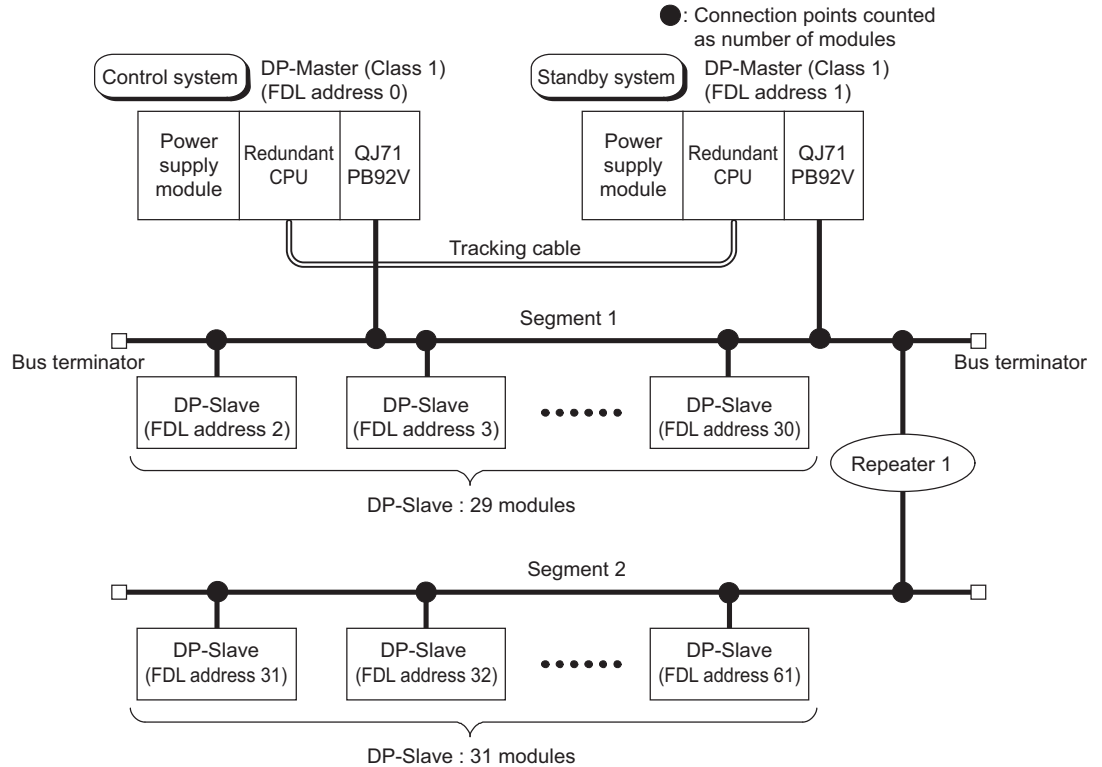 ● : Connection points counted
as number of modules
Control system
DP-Master (Class 1)
(FDL address 0)
Standby system
DP-Master (Class 1)
(FDL address 1)
Power
supply
module
Redundant
CPU
QJ71
PB92V
Power
supply
module
Redundant
CPU
QJ71
PB92V
Tracking cable
Segment 1
Bus terminator
Bus terminator
DP-Slave
(FDL address 2)
DP-Slave
(FDL address 3)
DP-Slave
(FDL address 30)
Repeater 1
DP-Slave : 29 modules
Segment 2
DP-Slave
(FDL address 31)
DP-Slave
(FDL address 32)
DP-Slave
(FDL address 61)
DP-Slave : 31 modules